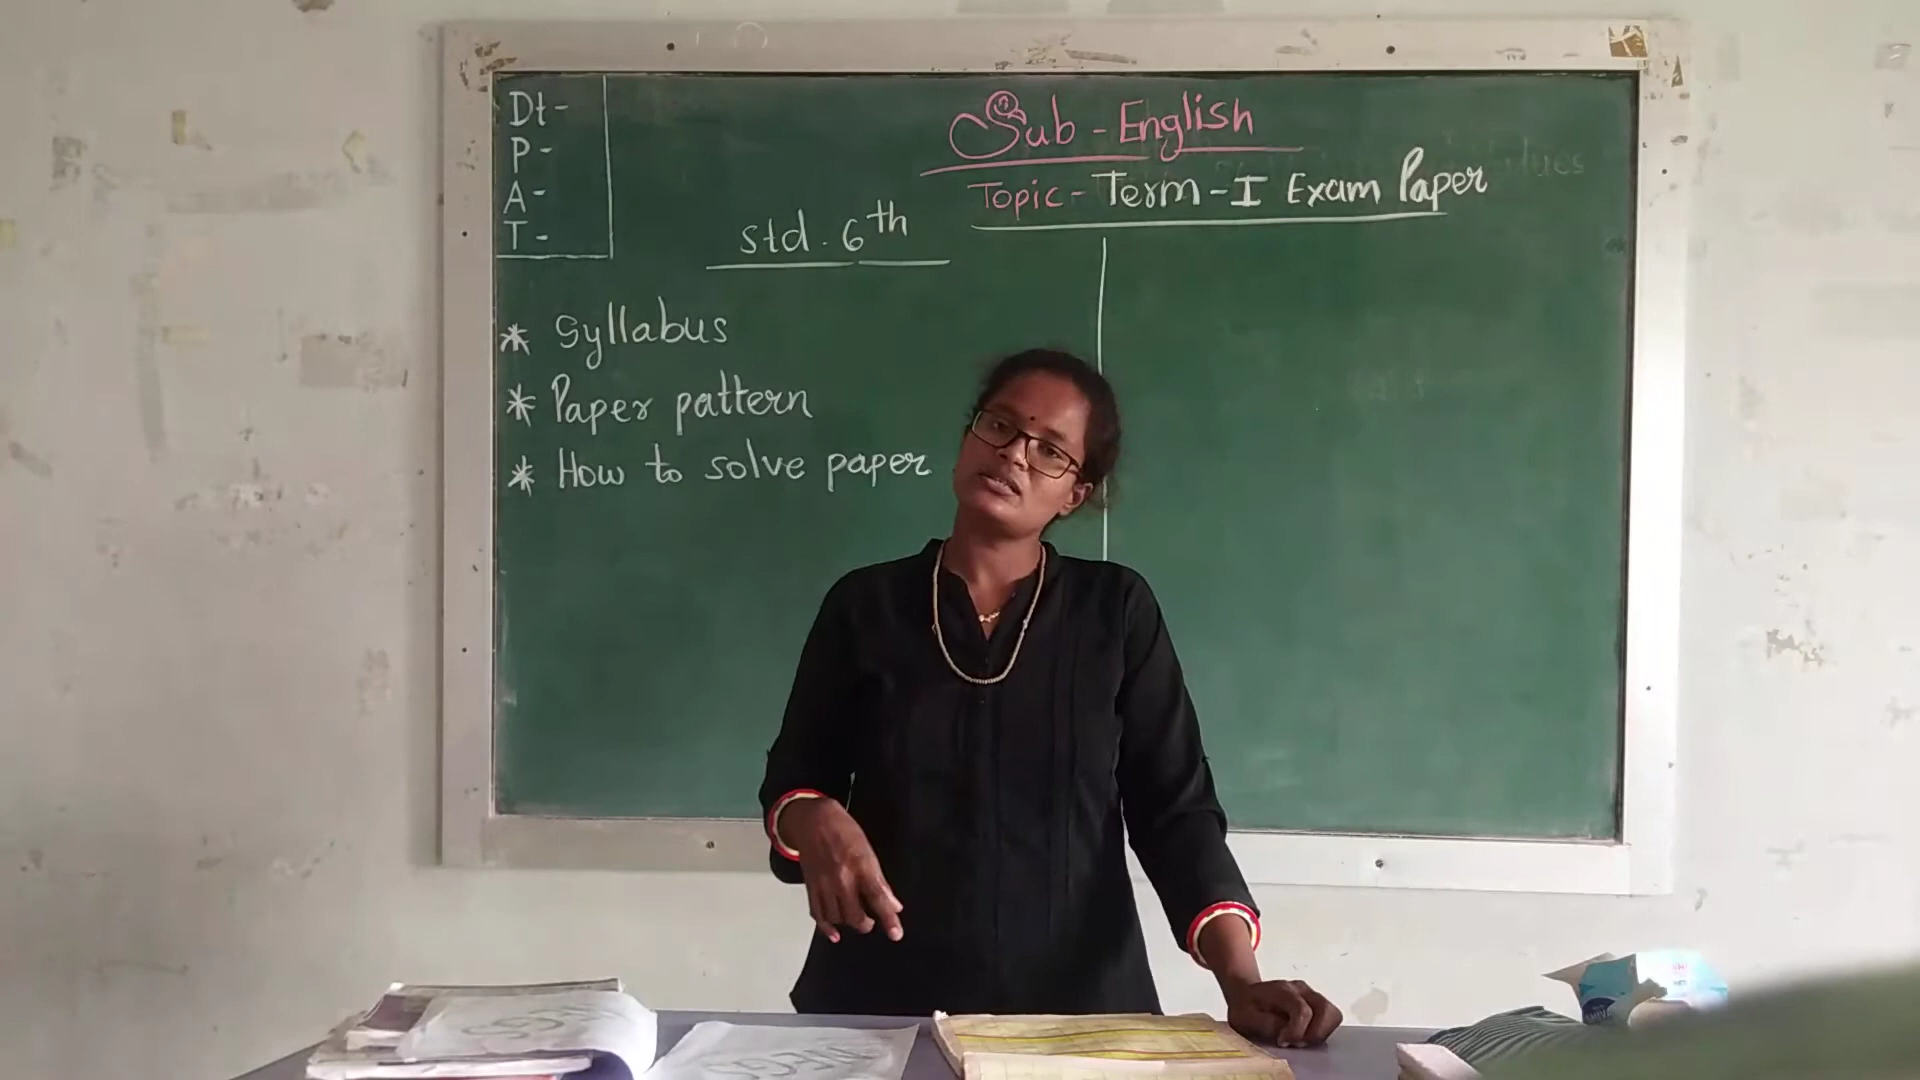 Dt-
P-
A-
T-
Sub - English
Topic - Term - I Exam Paper
std. 6th
* Syllabus
* Paper pattern
* How to solve paper